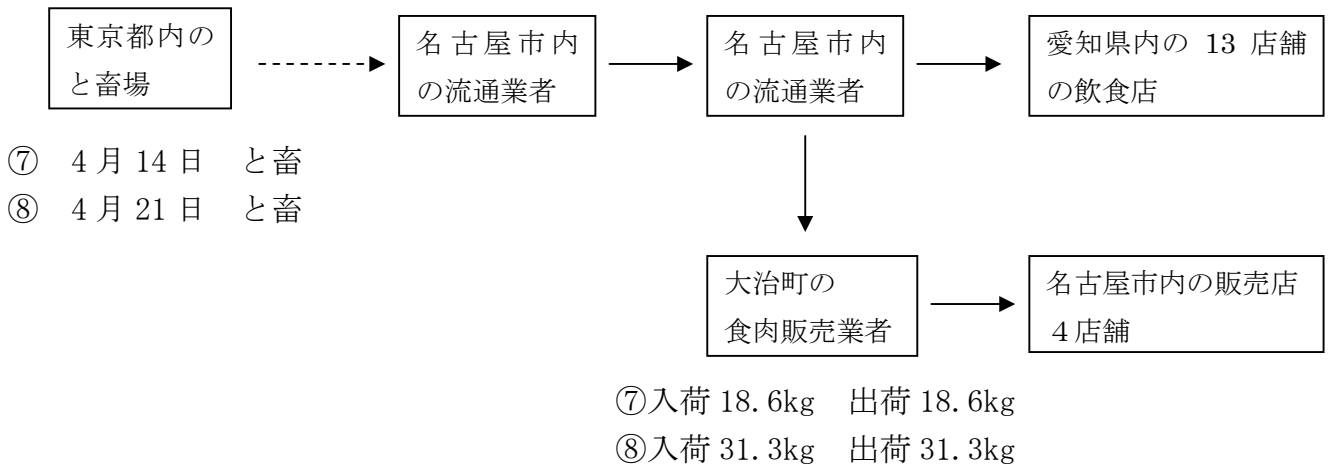 東京都内の
と畜場
名古屋市内
の流通業者
名古屋市内
の流通業者
愛知県内の 13 店舗
の飲食店
⑦ 4月14日 と畜
⑧ 4月21日 と畜
大治町の
食肉販売業者
名古屋市内の販売店
４店舗
⑦入荷 18.6kg 出荷 18.6kg
⑧入荷 31.3kg 出荷 31.3kg